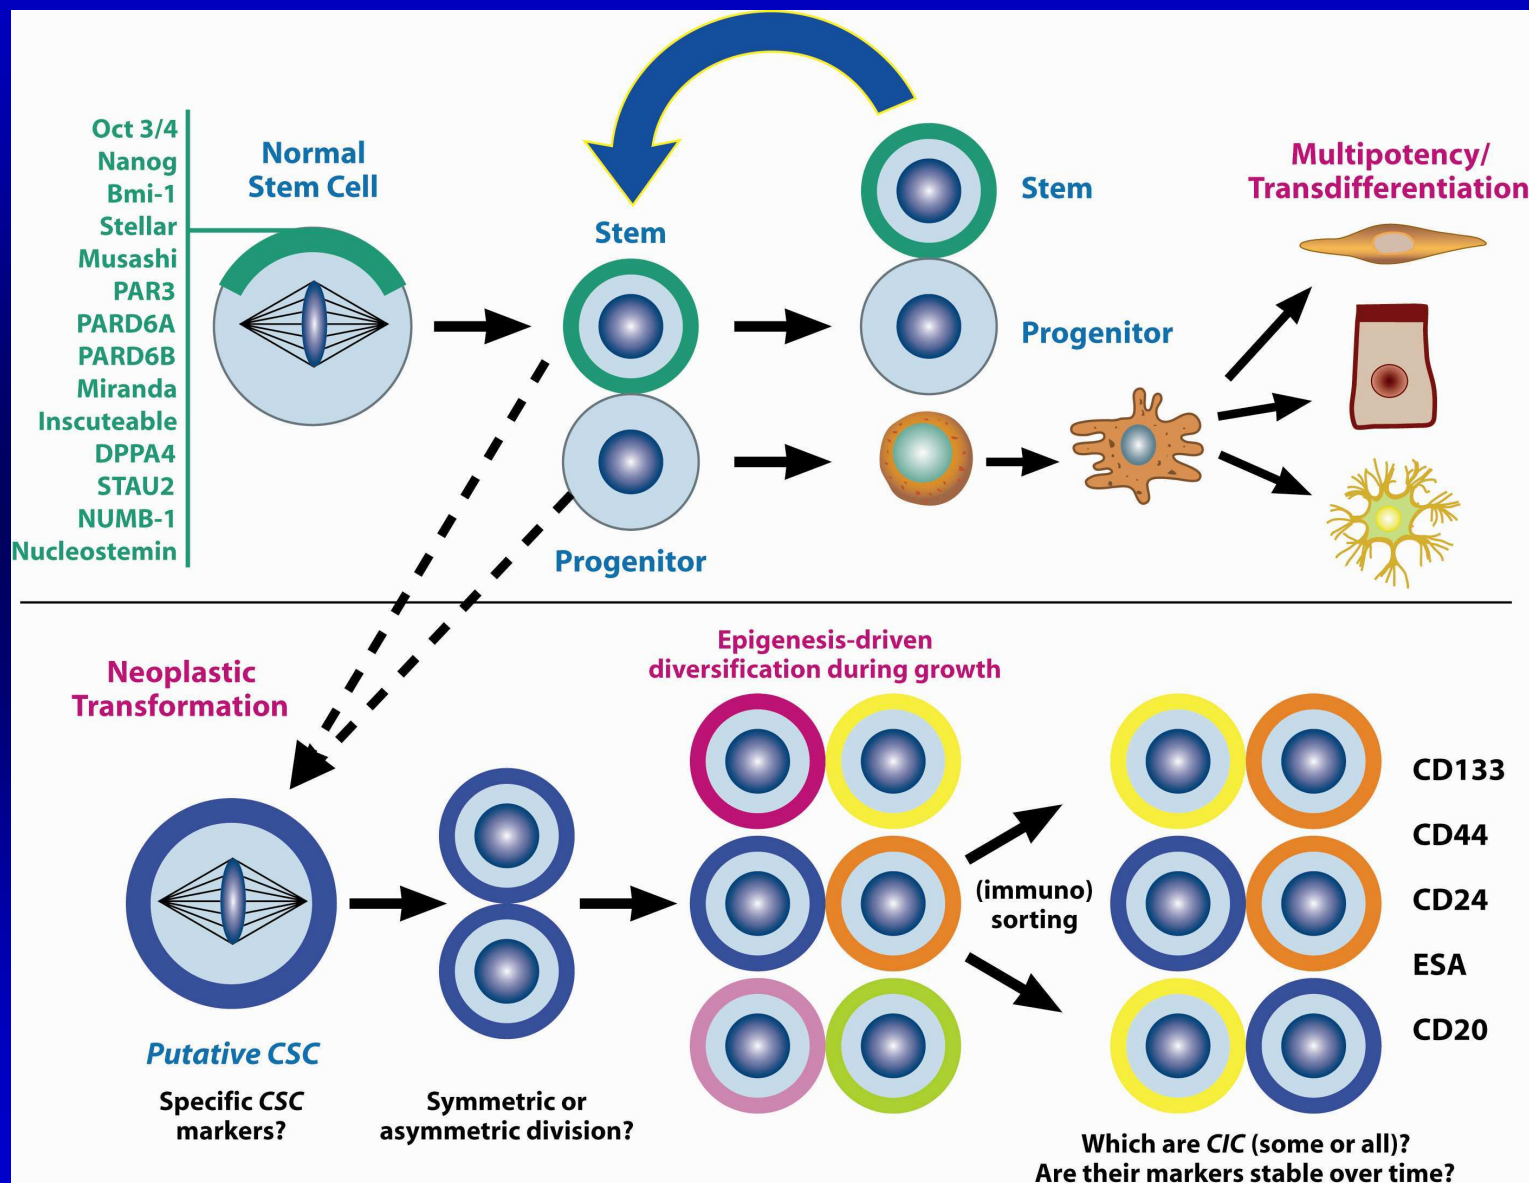 Oct 3/4
Nanog
Bmi-1
Stellar
Musashi
PAR3
PARD6A
PARD6B
Miranda
Inscuteable
DPPA4
STAU2
NUMB-1
Nucleostemin
Normal
Stem Cell
Stem
Progenitor
Stem
Progenitor
Multipotency/
Transdifferentiation
Neoplastic
Transformation
Putative CSC
Specific CSC
markers?
Symmetric or
asymmetric division?
Epigenesis-driven
diversification during growth
(immuno)
sorting
CD133
CD44
CD24
ESA
CD20
Which are CIC (some or all)?
Are their markers stable over time?